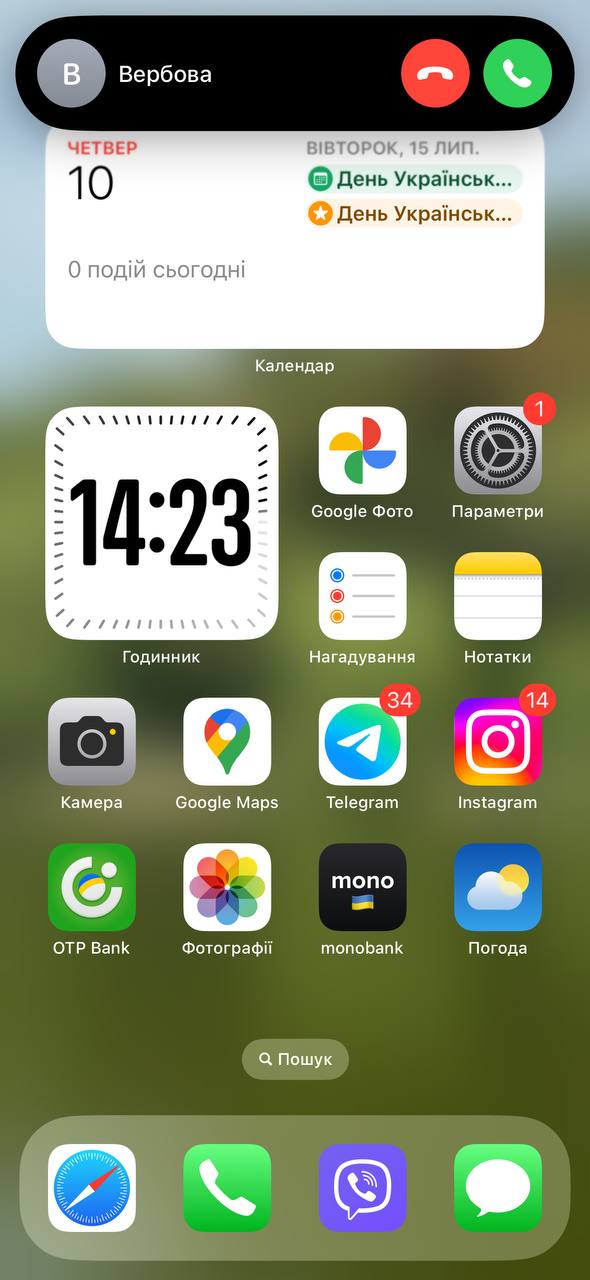 В Вербова
ЧЕТВЕР
10
0 подій сьогодні
ВІВТОРОК, 15 ЛИП.
День Українськ...
День Українськ...
Календар
14:23
Годинник
Google Фото
1
Параметри
Нагадування
Нотатки
Камера
Google Maps
34
Telegram
14
Instagram
OTP Bank
Фотографії
mono
monobank
Погода
Пошук